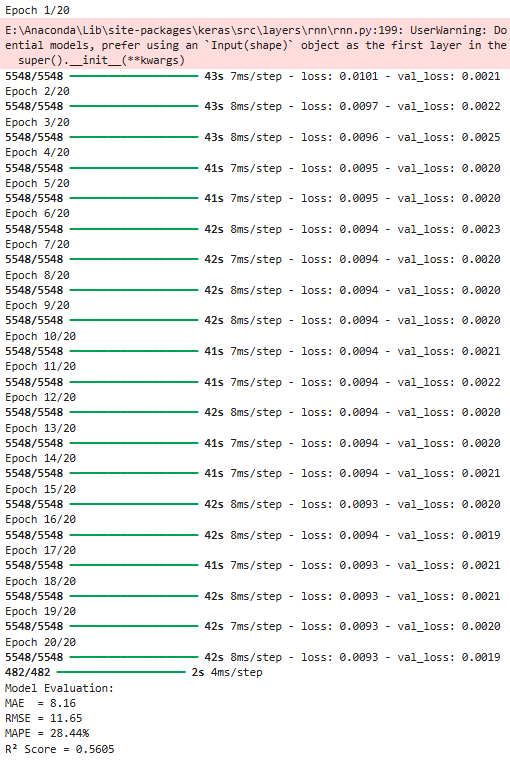 Epoch 1/20
E:\Anaconda\Lib\site-packages\keras\src\layers\rnn\rnn.py:199: UserWarning: Do
ential models, prefer using an `Input(shape)` object as the first layer in the
super().__init__(**kwargs)
5548/5548 ━━━━━━━━━━━━━━━━━━━━ 43s 7ms/step - loss: 0.0101 - val_loss: 0.0021
Epoch 2/20
5548/5548 ━━━━━━━━━━━━━━━━━━━━ 43s 8ms/step - loss: 0.0097 - val_loss: 0.0022
Epoch 3/20
5548/5548 ━━━━━━━━━━━━━━━━━━━━ 43s 8ms/step - loss: 0.0096 - val_loss: 0.0025
Epoch 4/20
5548/5548 ━━━━━━━━━━━━━━━━━━━━ 41s 7ms/step - loss: 0.0095 - val_loss: 0.0020
Epoch 5/20
5548/5548 ━━━━━━━━━━━━━━━━━━━━ 41s 7ms/step - loss: 0.0095 - val_loss: 0.0020
Epoch 6/20
5548/5548 ━━━━━━━━━━━━━━━━━━━━ 42s 8ms/step - loss: 0.0094 - val_loss: 0.0023
Epoch 7/20
5548/5548 ━━━━━━━━━━━━━━━━━━━━ 42s 7ms/step - loss: 0.0094 - val_loss: 0.0020
Epoch 8/20
5548/5548 ━━━━━━━━━━━━━━━━━━━━ 42s 8ms/step - loss: 0.0094 - val_loss: 0.0020
Epoch 9/20
5548/5548 ━━━━━━━━━━━━━━━━━━━━ 42s 8ms/step - loss: 0.0094 - val_loss: 0.0020
Epoch 10/20
5548/5548 ━━━━━━━━━━━━━━━━━━━━ 41s 7ms/step - loss: 0.0094 - val_loss: 0.0021
Epoch 11/20
5548/5548 ━━━━━━━━━━━━━━━━━━━━ 41s 7ms/step - loss: 0.0094 - val_loss: 0.0022
Epoch 12/20
5548/5548 ━━━━━━━━━━━━━━━━━━━━ 42s 8ms/step - loss: 0.0094 - val_loss: 0.0020
Epoch 13/20
5548/5548 ━━━━━━━━━━━━━━━━━━━━ 41s 7ms/step - loss: 0.0094 - val_loss: 0.0020
Epoch 14/20
5548/5548 ━━━━━━━━━━━━━━━━━━━━ 41s 7ms/step - loss: 0.0094 - val_loss: 0.0021
Epoch 15/20
5548/5548 ━━━━━━━━━━━━━━━━━━━━ 42s 8ms/step - loss: 0.0093 - val_loss: 0.0020
Epoch 16/20
5548/5548 ━━━━━━━━━━━━━━━━━━━━ 42s 8ms/step - loss: 0.0094 - val_loss: 0.0019
Epoch 17/20
5548/5548 ━━━━━━━━━━━━━━━━━━━━ 41s 7ms/step - loss: 0.0093 - val_loss: 0.0021
Epoch 18/20
5548/5548 ━━━━━━━━━━━━━━━━━━━━ 42s 8ms/step - loss: 0.0093 - val_loss: 0.0021
Epoch 19/20
5548/5548 ━━━━━━━━━━━━━━━━━━━━ 42s 7ms/step - loss: 0.0093 - val_loss: 0.0020
Epoch 20/20
5548/5548 ━━━━━━━━━━━━━━━━━━━━ 42s 8ms/step - loss: 0.0093 - val_loss: 0.0019
482/482 ━━━━━━━━━━━━━━━━━━━━ 2s 4ms/step
Model Evaluation:
MAE  = 8.16
RMSE = 11.65
MAPE = 28.44%
R² Score = 0.5605